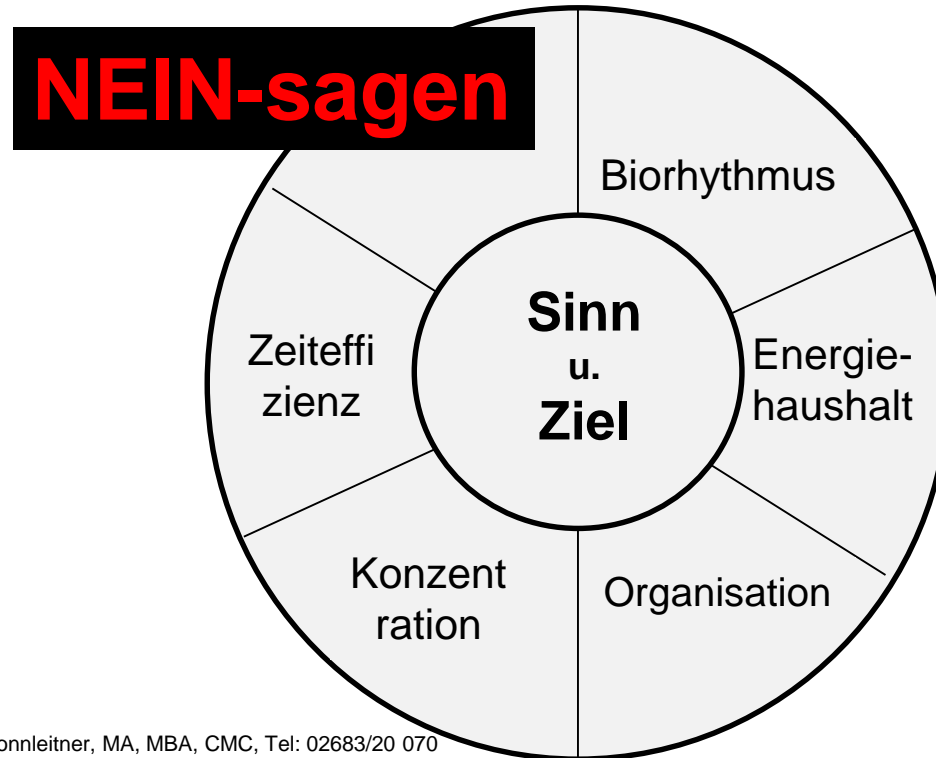 NEIN-sagen
Biorhythmus
Sinn
u.
Ziel
Energie-
haushalt
Zeiteffi
zienz
Konzent
ration
Organisation
onnleitner, MA, MBA, CMC, Tel: 02683/20 070